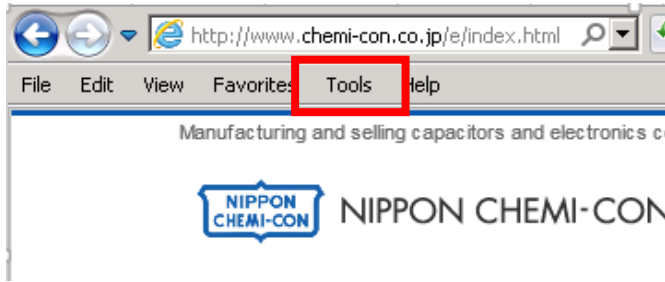 http://www.chemi-con.co.jp/e/index.html
File Edit View Favorites Tools Help
Manufacturing and selling capacitors and electronics
NIPPON
CHEMI-CON
NIPPON CHEMI-CON